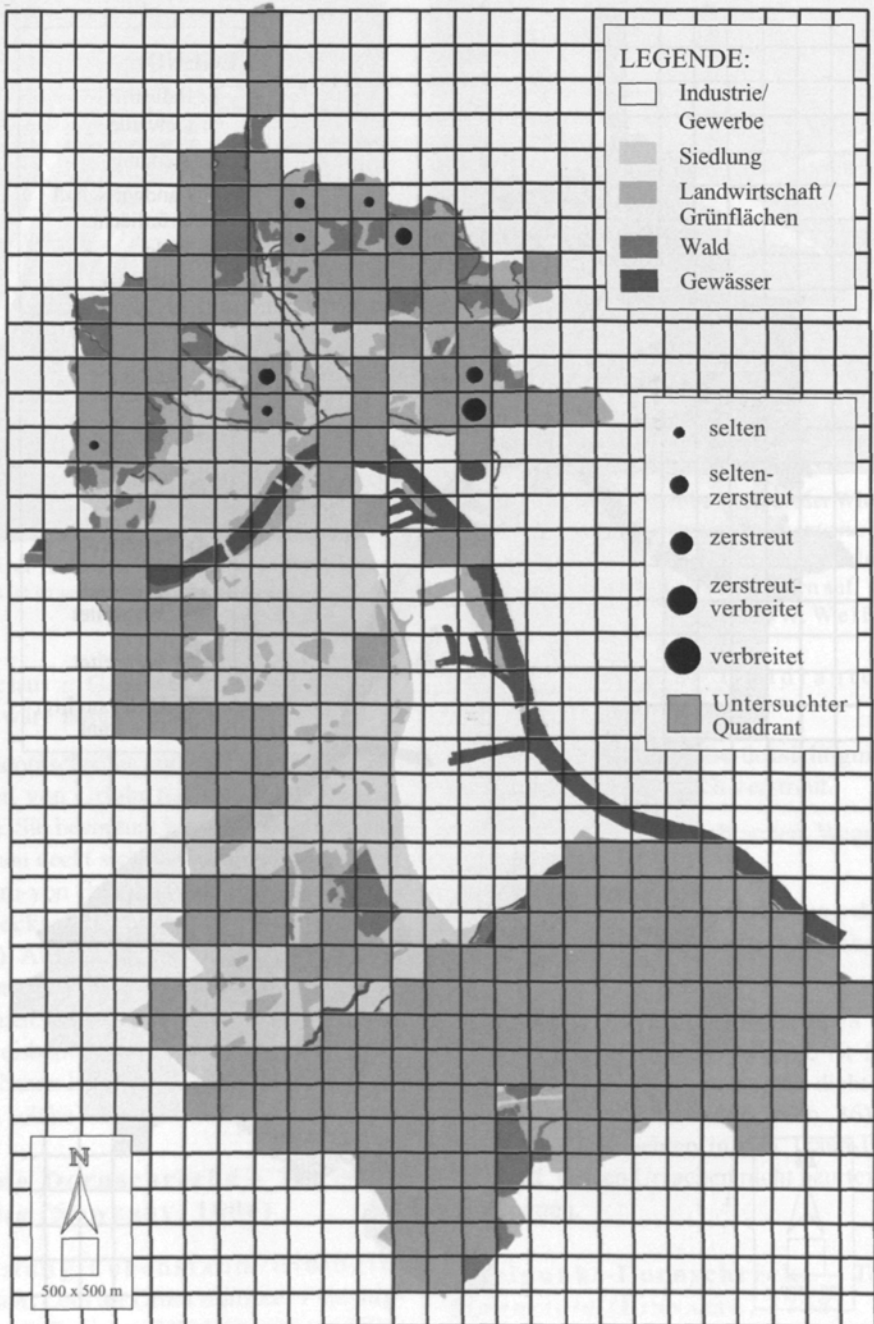 LEGENDE:
Industrie/
Gewerbe
Siedlung
Landwirtschaft /
Grünflächen
Wald
Gewässer
selten
selten-
zerstreut
zerstreut
zerstreut-
verbreitet
verbreitet
Untersuchter
Quadrant
N
500 x 500 m